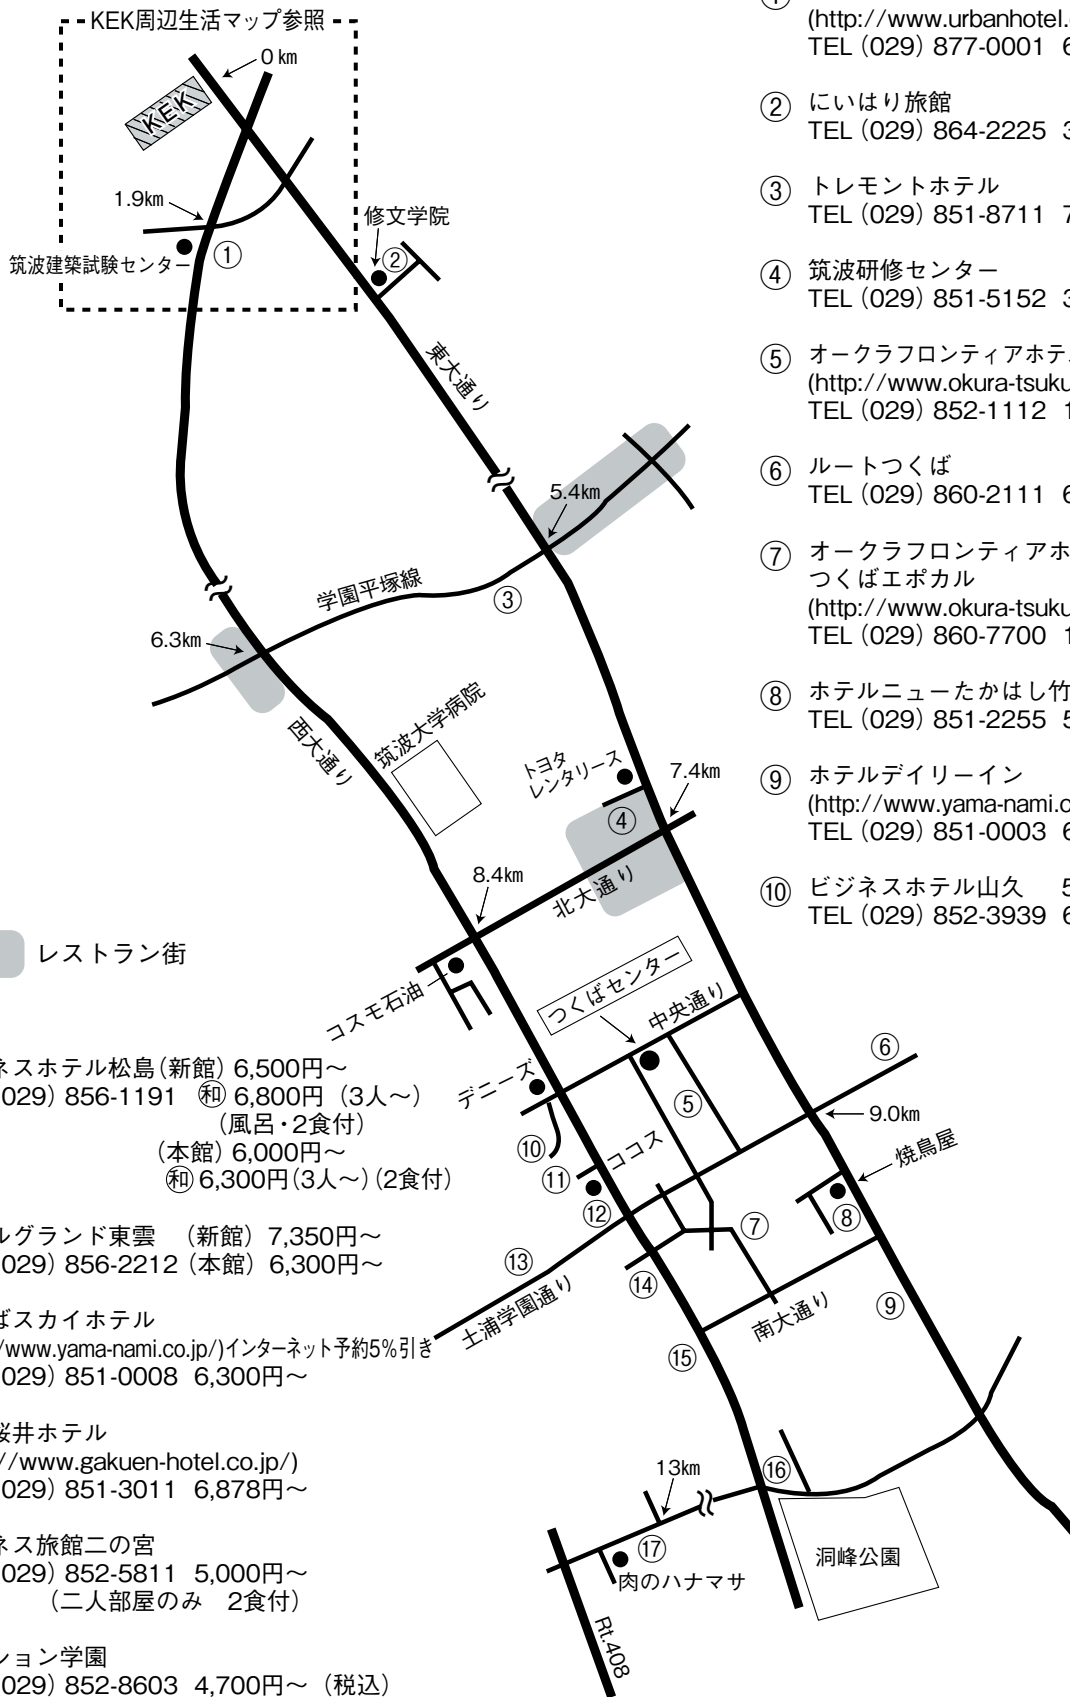 KEK周辺生活マップ参照
0km
KEK
1.9km
①
筑波建築試験センター
修文学院
②
東大通り
5.4km
学園平塚線
③
6.3km
西大通り
筑波大学病院
トヨタ
レンタリース
④
7.4km
8.4km
北大通り
レストラン街
コスモ石油
つくばセンター
中央通り
デニーズ
⑤
⑥
9.0km
⑩
ココス
⑪
⑫
焼鳥屋
⑦
⑧
⑬
⑭
土浦学園通り
南大通り
⑨
⑮
13km
⑯
⑰
肉のハナマサ
洞峰公園
Rt.408
(http://www.urbanhotel.
TEL (029) 877-0001
② にいはり旅館
TEL (029) 864-2225
③ トレモントホテル
TEL (029) 851-8711
④ 筑波研修センター
TEL (029) 851-5152
⑤ オークラフロンティアホテ
(http://www.okura-tsuku
TEL (029) 852-1112
⑥ ルートつくば
TEL (029) 860-2111
⑦ オークラフロンティアホ
つくばエポカル
(http://www.okura-tsuku
TEL (029) 860-7700
⑧ ホテルニューたかはし竹
TEL (029) 851-2255
⑨ ホテルデイリーイン
(http://www.yama-nami.
TEL (029) 851-0003
⑩ ビジネスホテル山久 5
TEL (029) 852-3939 6
ネスホテル松島(新館) 6,500円～
029) 856-1191 ㊿和 6,800円 (3人～)
(風呂・2食付)
(本館) 6,000円～
和 6,300円(3人～)(2食付)
ルグランド東雲 (新館) 7,350円～
029) 856-2212 (本館) 6,300円～
ばスカイホテル
/www.yama-nami.co.jp/)インターネット予約5%引き
029) 851-0008 6,300円～
桜井ホテル
//www.gakuen-hotel.co.jp/)
029) 851-3011 6,878円～
ネス旅館二の宮
029) 852-5811 5,000円～
(二人部屋のみ 2食付)
ション学園
029) 852-8603 4,700円～ (税込)